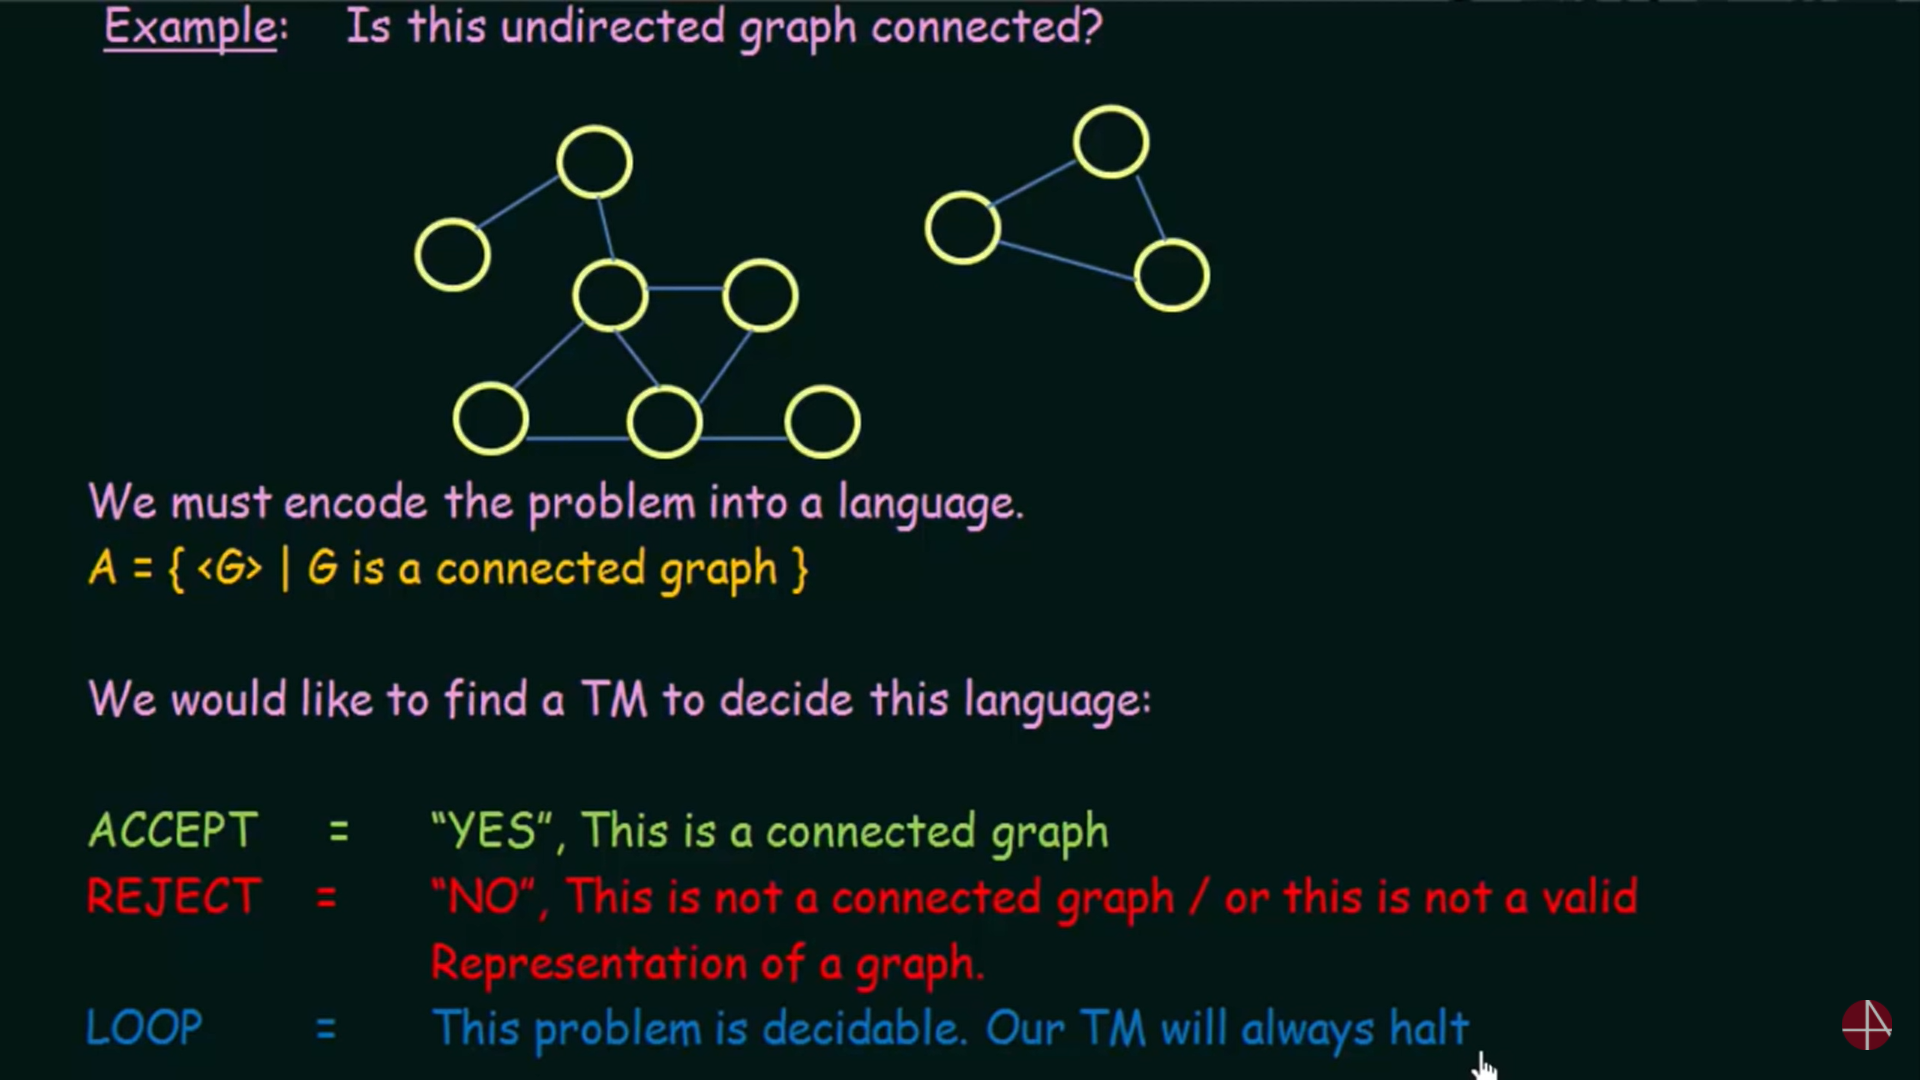 Example: Is this undirected graph connected?
We must encode the problem into a language.
A = { <G> | G is a connected graph }
We would like to find a TM to decide this language:
ACCEPT = “YES”, This is a connected graph
REJECT = “NO”, This is not a connected graph / or this is not a valid
Representation of a graph.
LOOP = This problem is decidable. Our TM will always halt